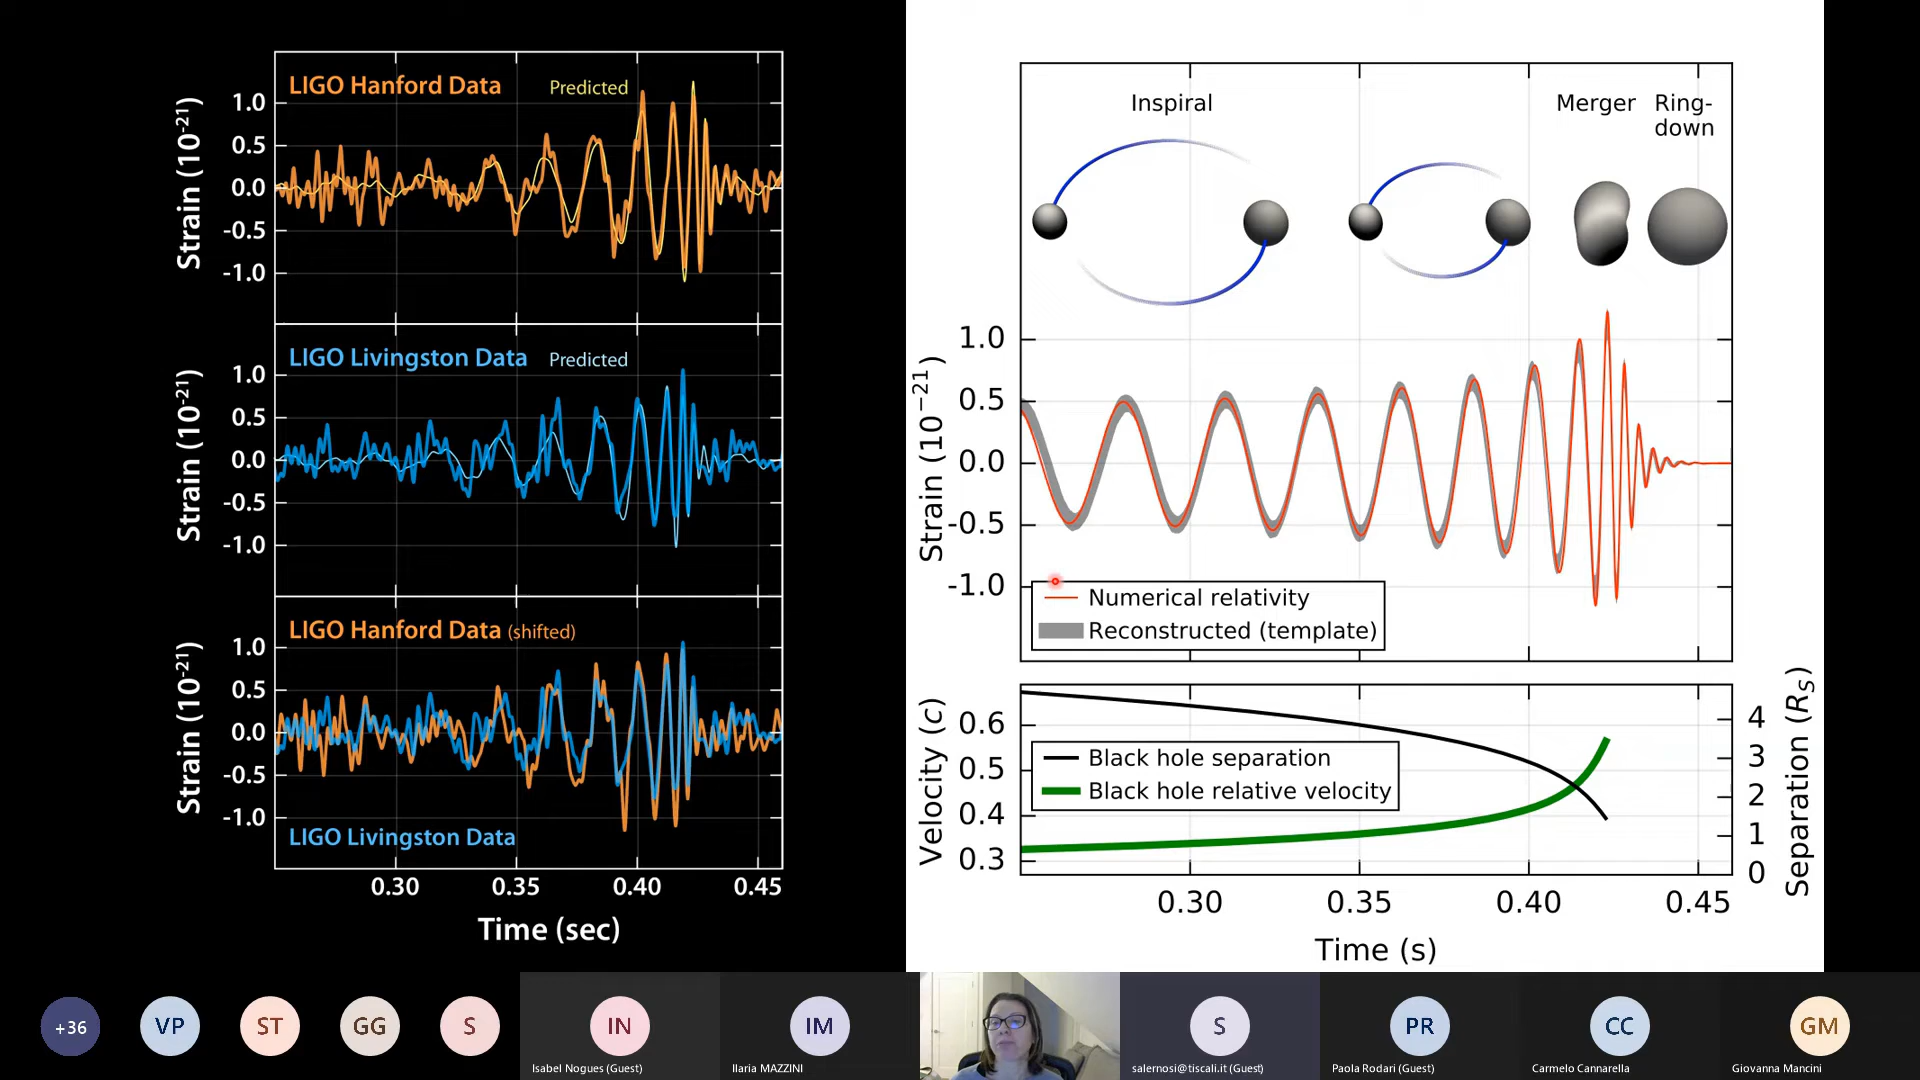 LIGO Hanford Data
Predicted
1.0
0.5
0.0
-0.5
-1.0
Strain (10-21)
LIGO Livingston Data
Predicted
1.0
0.5
0.0
-0.5
-1.0
Strain (10-21)
LIGO Hanford Data (shifted)
1.0
0.5
0.0
-0.5
-1.0
Strain (10-21)
LIGO Livingston Data
0.30 0.35 0.40 0.45
Time (sec)
Inspiral
Merger
Ring-
down
1.0
0.5
0.0
-0.5
-1.0
Strain (10−21)
Numerical relativity
Reconstructed (template)
0.6
0.5
0.4
0.3
Velocity (c)
Black hole separation
Black hole relative velocity
4
3
2
1
0
Separation (RS)
0.30 0.35 0.40 0.45
Time (s)
+36 VP ST GG S IN IM S PR CC GM
Isabel Nogues (Guest) Ilaria MAZZINI salernosi@tiscali.it (Guest) Paola Rodari (Guest) Carmelo Cannarella Giovanna Mancini